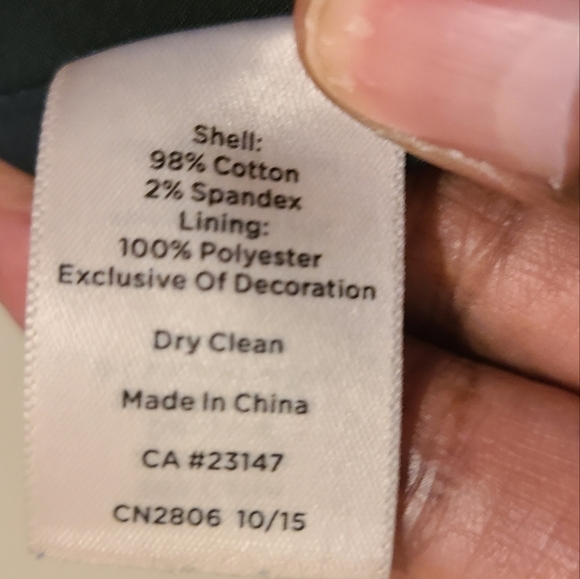 Shell:
98% Cotton
2% Spandex
Lining:
100% Polyester
Exclusive Of Decoration
Dry Clean
Made In China
CA #23147
CN2806 10/15